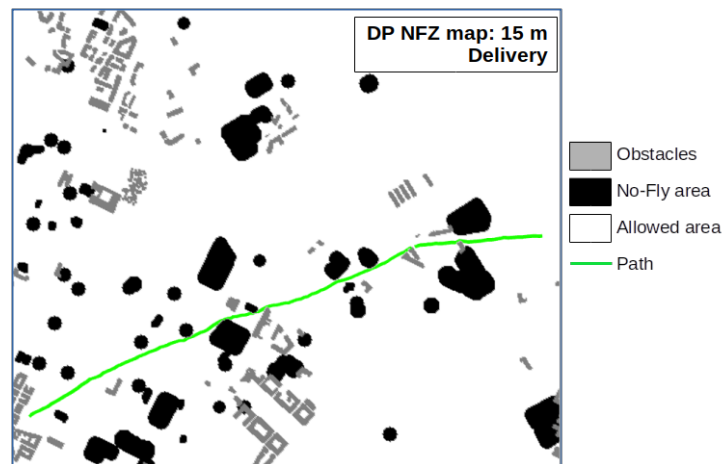 DP NFZ map: 15 m
Delivery
Obstacles
No-Fly area
Allowed area
Path